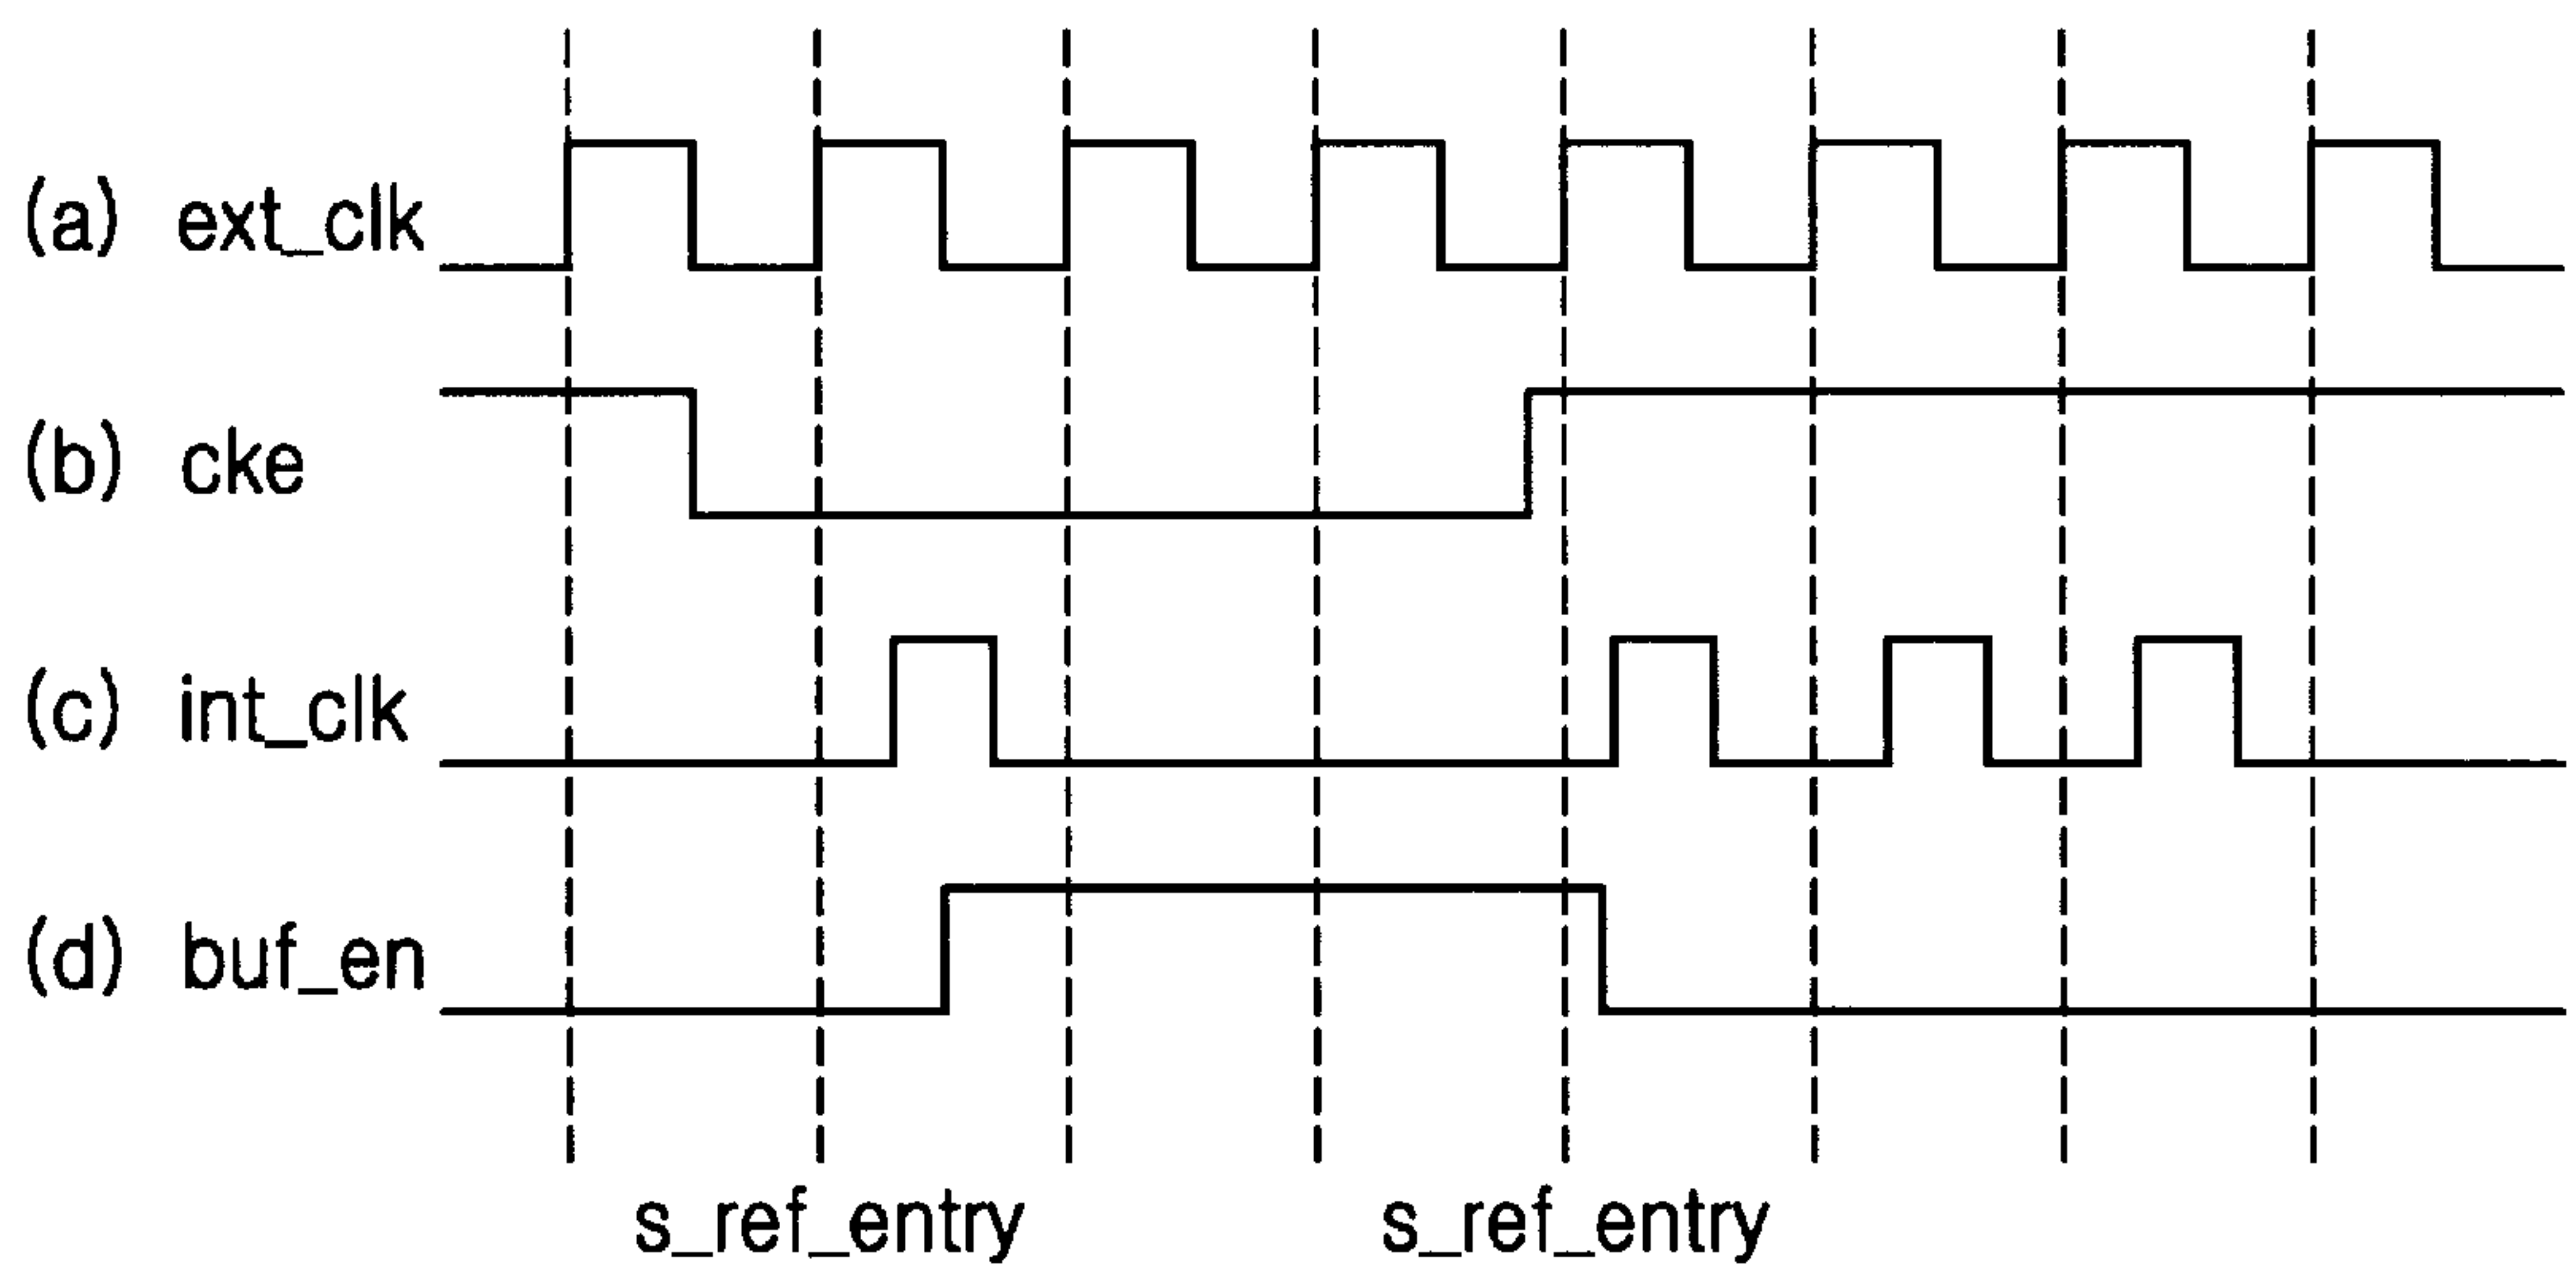 (a) ext_clk
(b) cke
(c) int_clk
(d) buf_en
s_ref_entry s_ref_entry